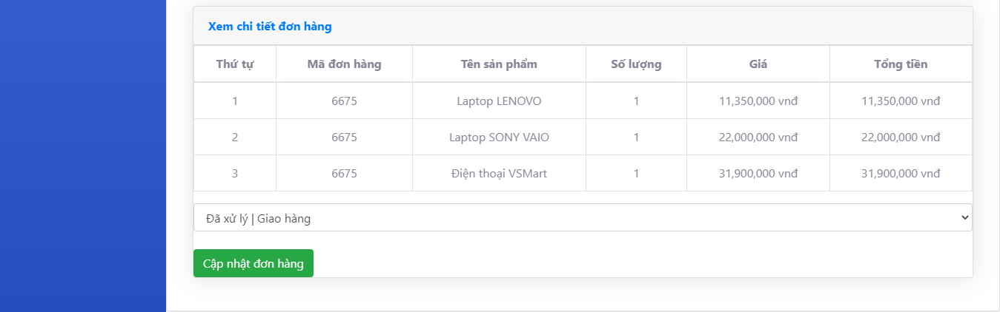 Xem chi tiết đơn hàng
Thứ tự Mã đơn hàng Tên sản phẩm Số lượng Giá Tổng tiền
1 6675 Laptop LENOVO 1 11,350,000 vnđ 11,350,000 vnđ
2 6675 Laptop SONY VAIO 1 22,000,000 vnđ 22,000,000 vnđ
3 6675 Điện thoại VSMart 1 31,900,000 vnđ 31,900,000 vnđ
Đã xử lý | Giao hàng
Cập nhật đơn hàng